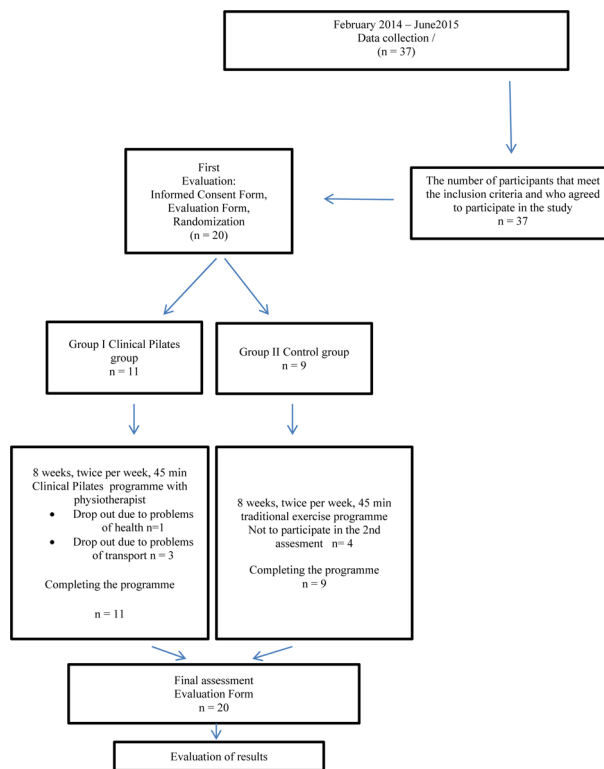 February 2014 – June2015
Data collection /
(n = 37)
The number of participants that meet
the inclusion criteria and who agreed
to participate in the study
n = 37
First
Evaluation:
Informed Consent Form,
Evaluation Form,
Randomization
(n = 20)
Group I Clinical Pilates
group
n = 11
Group II Control group
n = 9
8 weeks, twice per week, 45 min
Clinical Pilates programme with
physiotherapist
• Drop out due to problems
of health n=1
• Drop out due to problems
of transport n = 3
Completing the programme
n = 11
8 weeks, twice per week, 45 min
traditional exercise programme
Not to participate in the 2nd
assesment n= 4
Completing the programme
n = 9
Final assessment
Evaluation Form
n = 20
Evaluation of results